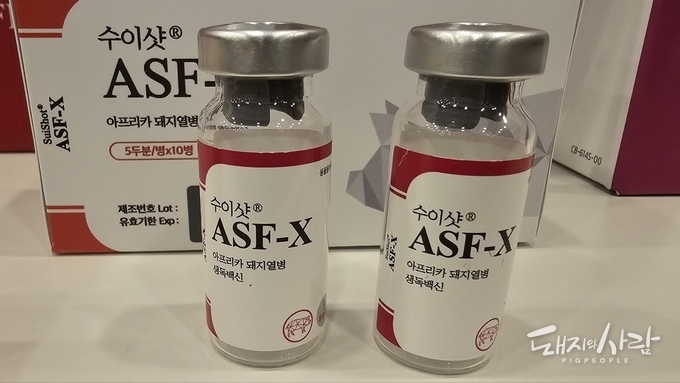 수이샷®
ASF-
아프리카 돼지열병
5두분/병x10병
제조번호 Lot :
유효기한 Exp :
SuiShot®
ASF-X
수이샷®
ASF-X
아프리카 돼지열병
생독백신
수이샷®
ASF-X
아프리카 돼지열병
생독백신
ASF-X
CB-6145-00
돼지와사람
PIGPEOPLE